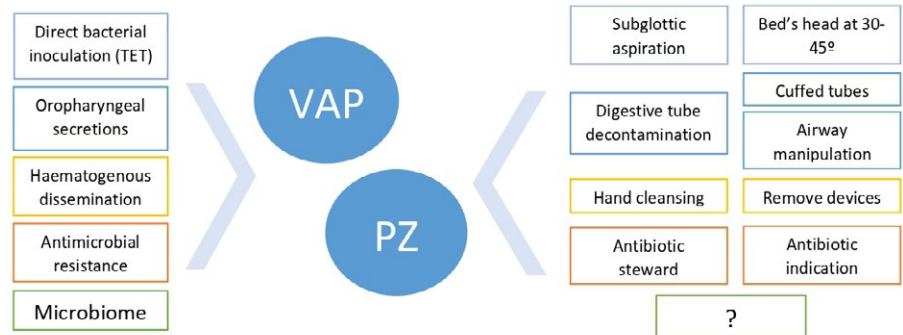 Direct bacterial
inoculation (TET)
Oropharyngeal
secretions
Haematogenous
dissemination
Antimicrobial
resistance
Microbiome
VAP
PZ
Subglottic
aspiration
Bed's head at 30-
45º
Digestive tube
decontamination
Cuffed tubes
Airway
manipulation
Hand cleansing
Remove devices
Antibiotic
steward
Antibiotic
indication
?